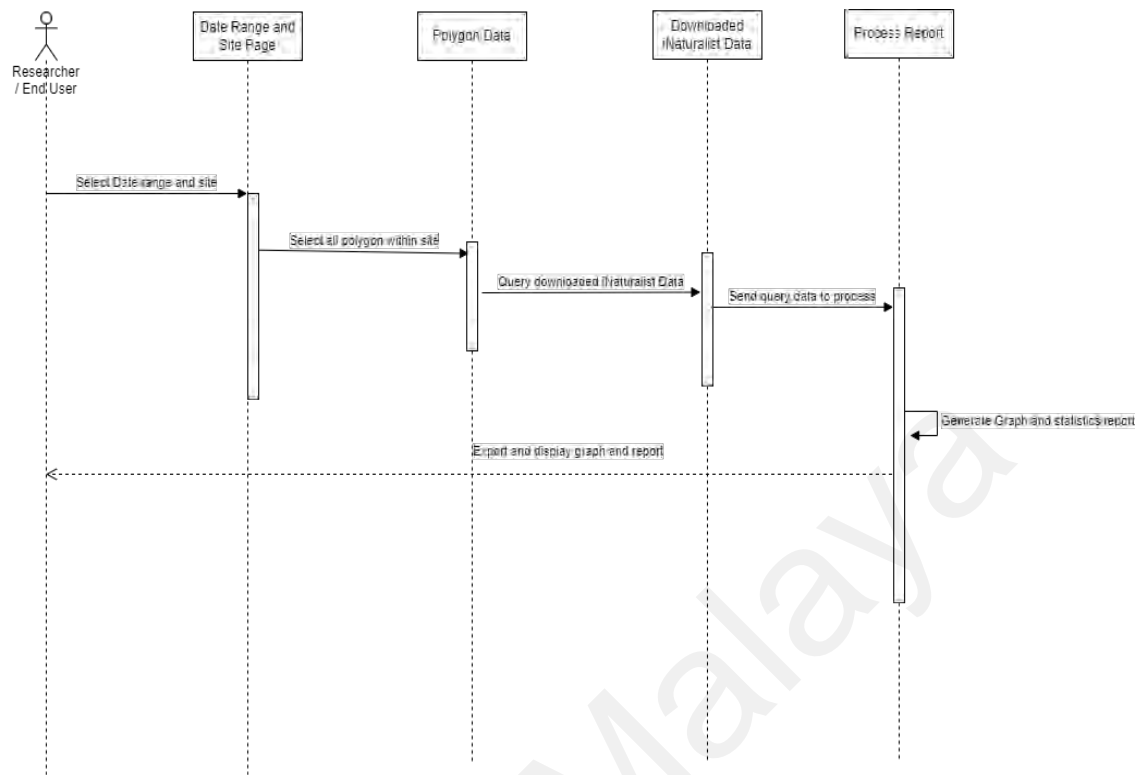 Researcher
/ End User
Date Range and
Site Page
Polygon Data
Downloaded
iNaturalist Data
Process Report
Select Date range and site
Select all polygon within site
Query downloaded iNaturalist Data
Send query data to process
Generate Graph and statistics report
Export and display graph and report
Malaya